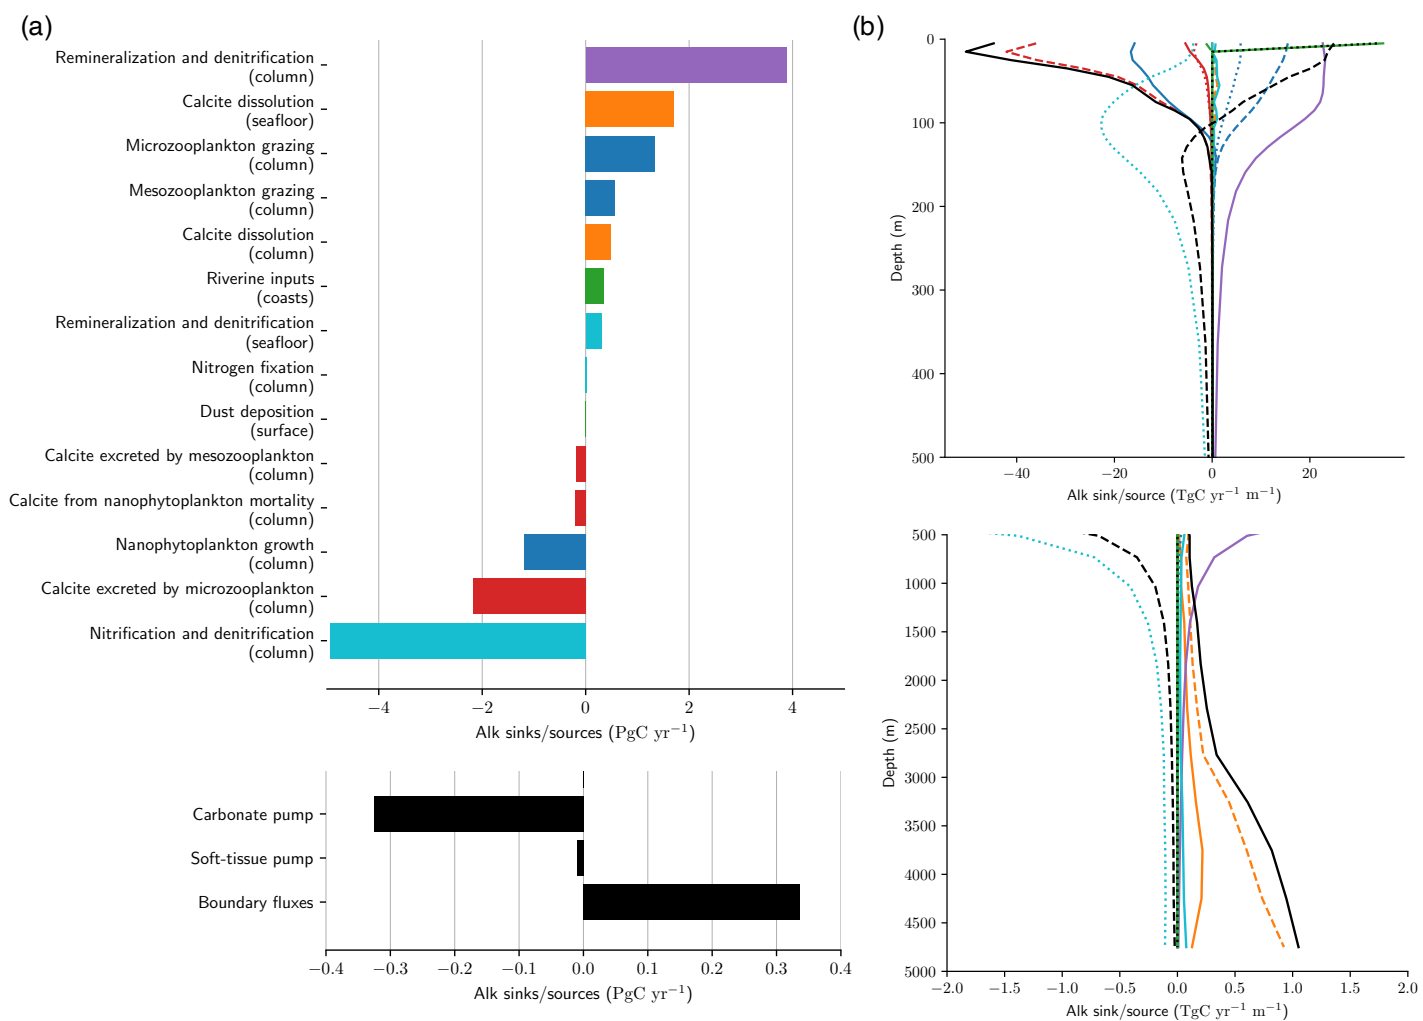 (a)
Remineralization and denitrification
(column)
Calcite dissolution
(seafloor)
Microzooplankton grazing
(column)
Mesozooplankton grazing
(column)
Calcite dissolution
(column)
Riverine inputs
(coasts)
Remineralization and denitrification
(seafloor)
Nitrogen fixation
(column)
Dust deposition
(surface)
Calcite excreted by mesozooplankton
(column)
Calcite from nanophytoplankton mortality
(column)
Nanophytoplankton growth
(column)
Calcite excreted by microzooplankton
(column)
Nitrification and denitrification
(column)
−4 −2 0 2 4
Alk sinks/sources (PgC yr⁻¹)
Carbonate pump
Soft-tissue pump
Boundary fluxes
−0.4 −0.3 −0.2 −0.1 0.0 0.1 0.2 0.3 0.4
Alk sinks/sources (PgC yr⁻¹)
(b)
0
100
200
300
400
500
Depth (m)
−40 −20 0 20
Alk sink/source (TgC yr⁻¹ m⁻¹)
500
1000
1500
2000
2500
3000
3500
4000
4500
5000
Depth (m)
−2.0 −1.5 −1.0 −0.5 0.0 0.5 1.0 1.5 2.0
Alk sink/source (TgC yr⁻¹ m⁻¹)